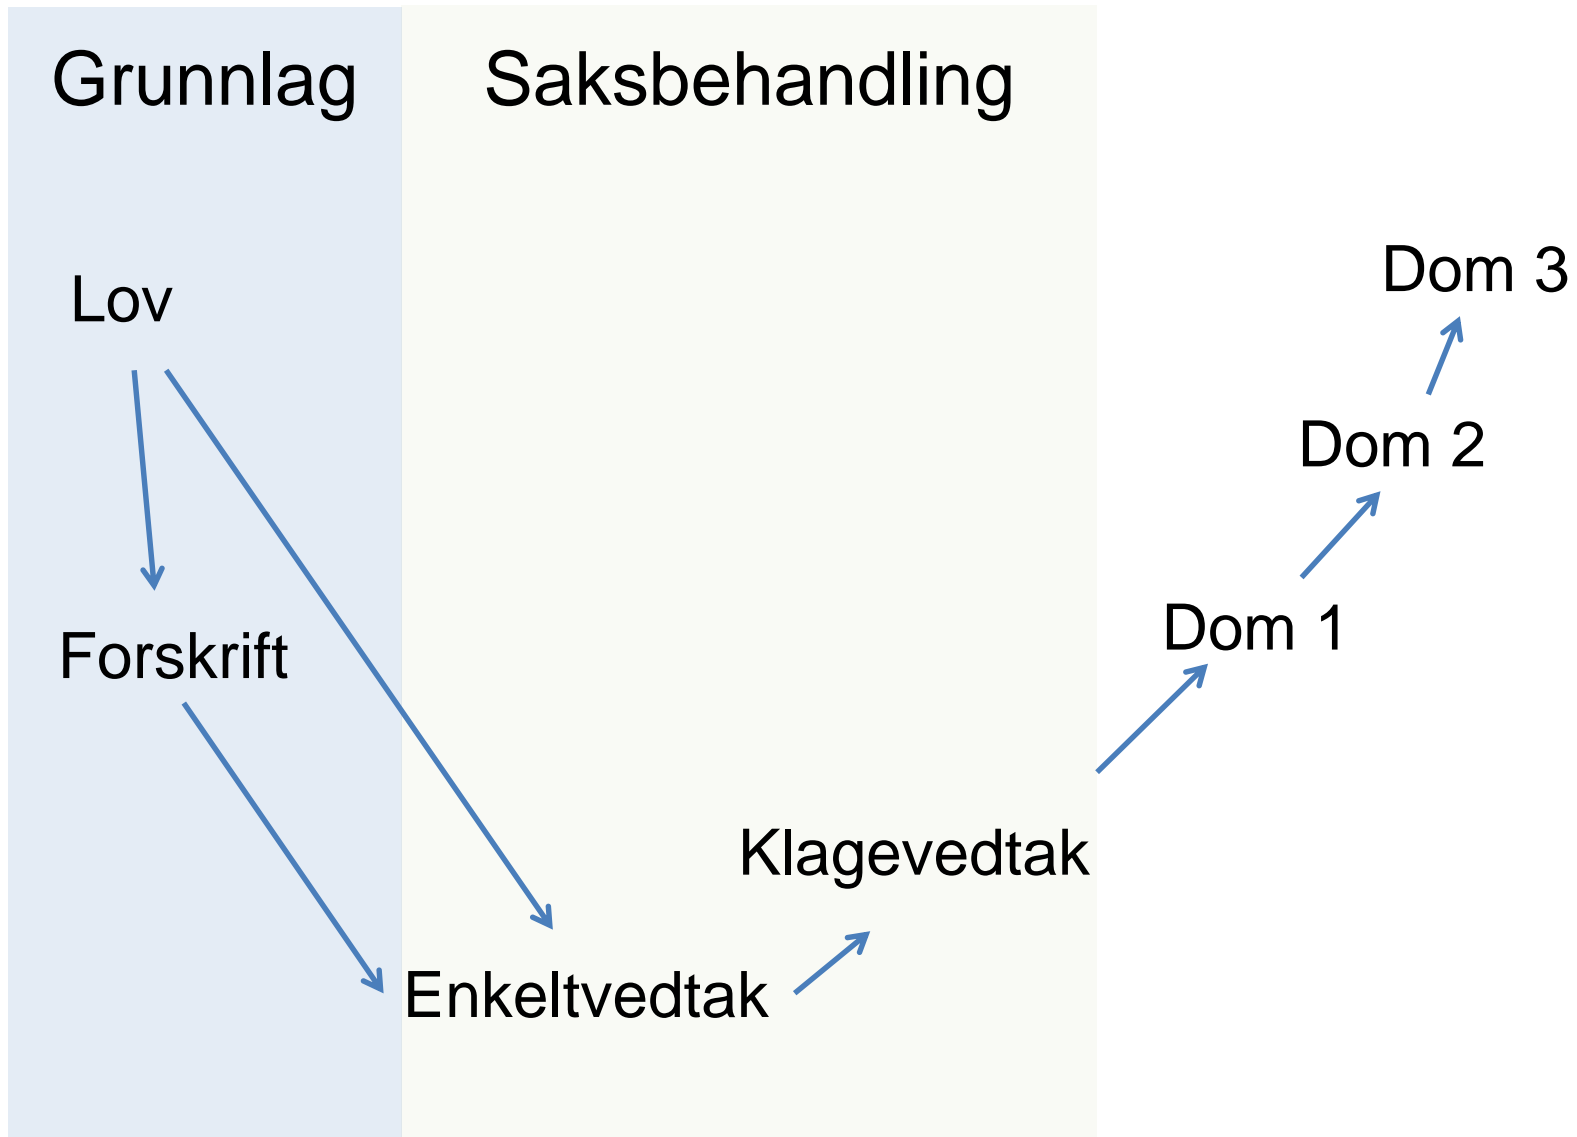 Grunnlag
Saksbehandling
Lov
Forskrift
Enkeltvedtak
Klagevedtak
Dom 1
Dom 2
Dom 3